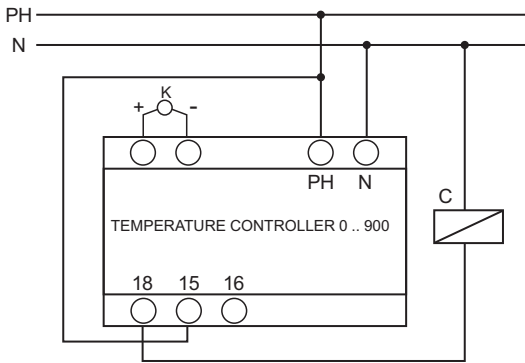 PH
N
K
+ -
PH N
C
TEMPERATURE CONTROLLER 0 .. 900
18 15 16